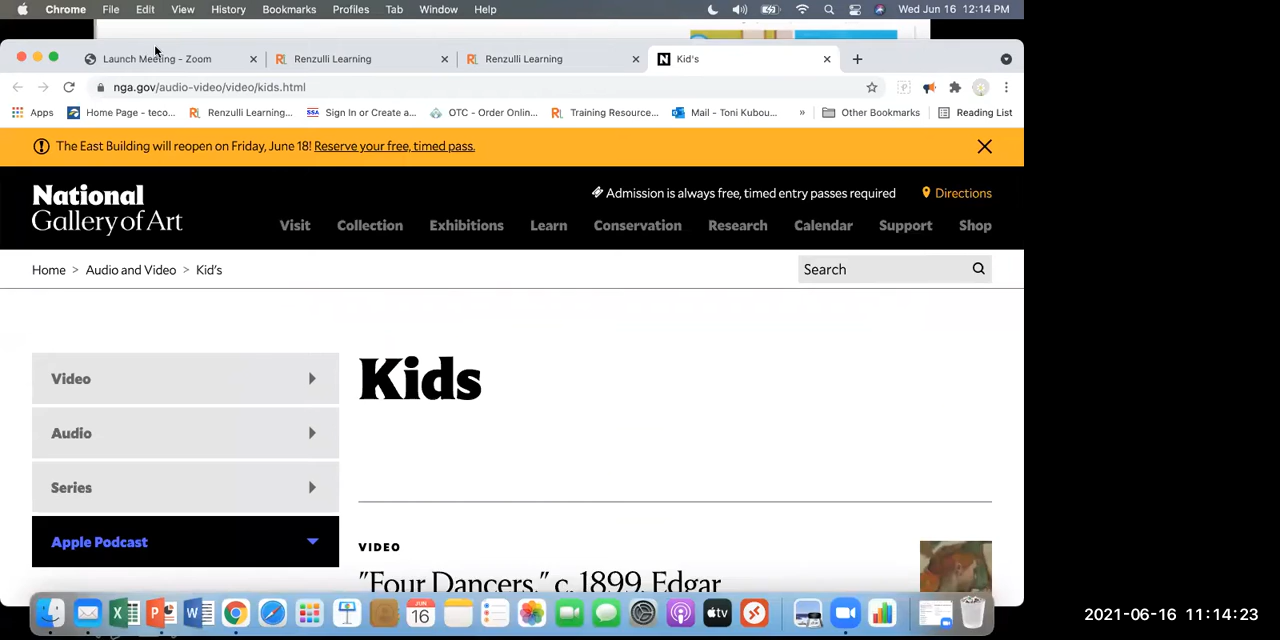 Chrome File Edit View History Bookmarks Profiles Tab Window Help Wed Jun 16 12:14 PM
Launch Meeting - Zoom Renzulli Learning Renzulli Learning Kid's
nga.gov/audio-video/video/kids.html
Apps Home Page - teco... Renzulli Learning... SSA Sign In or Create a... OTC - Order Onlin... Training Resource... Mail - Toni Kubou... » Other Bookmarks Reading List
The East Building will reopen on Friday, June 18! Reserve your free, timed pass.
National
Gallery of Art
Admission is always free, timed entry passes required Directions
Visit Collection Exhibitions Learn Conservation Research Calendar Support Shop
Home > Audio and Video > Kid's
Search
Kids
Video
Audio
Series
Apple Podcast
VIDEO
"Four Dancers," c. 1899, Edgar
JUN
16
tv
2021-06-16 11:14:23